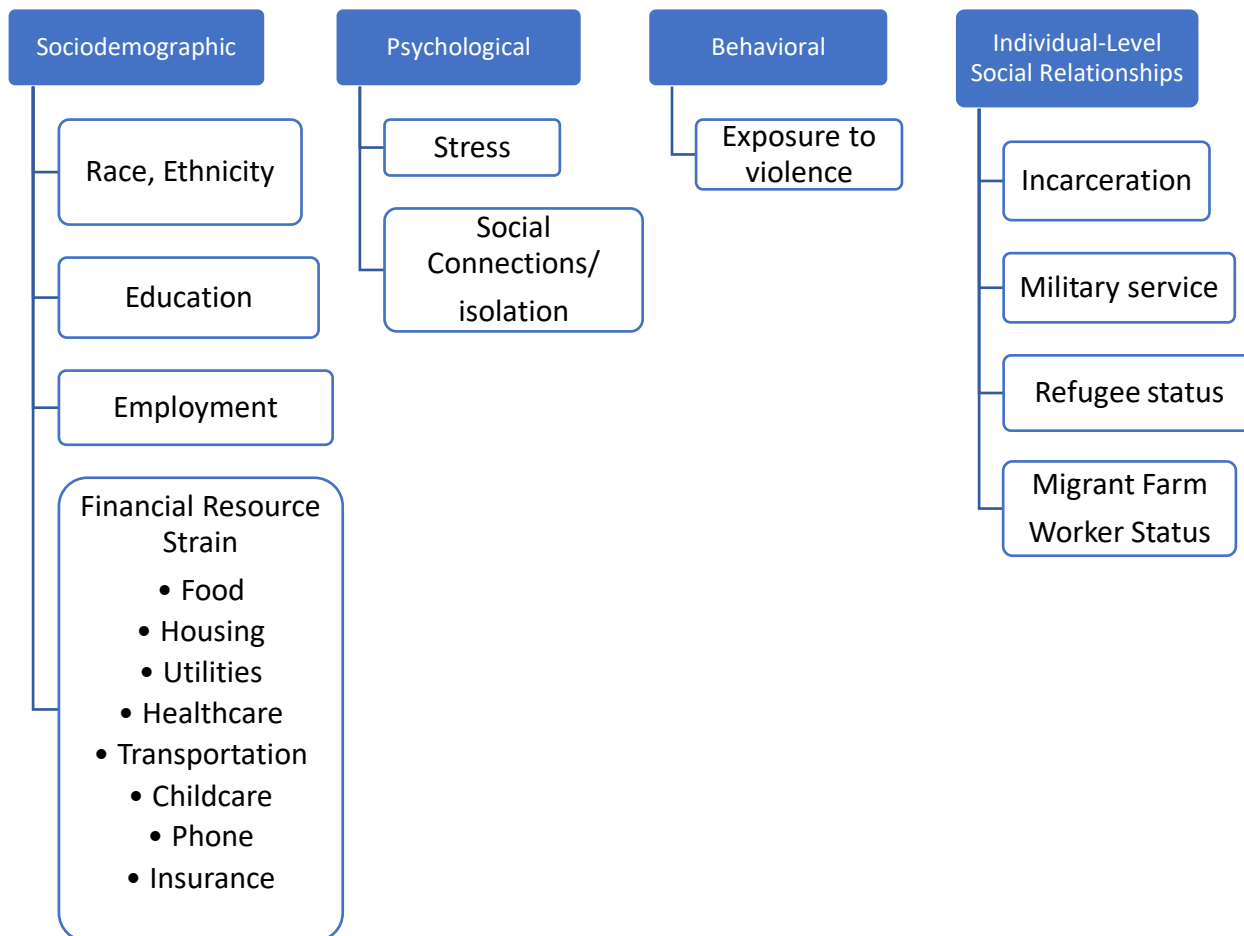 Sociodemographic
Race, Ethnicity
Education
Employment
Financial Resource
Strain
• Food
• Housing
• Utilities
• Healthcare
• Transportation
• Childcare
• Phone
• Insurance
Psychological
Stress
Social
Connections/
isolation
Behavioral
Exposure to
violence
Individual-Level
Social Relationships
Incarceration
Military service
Refugee status
Migrant Farm
Worker Status